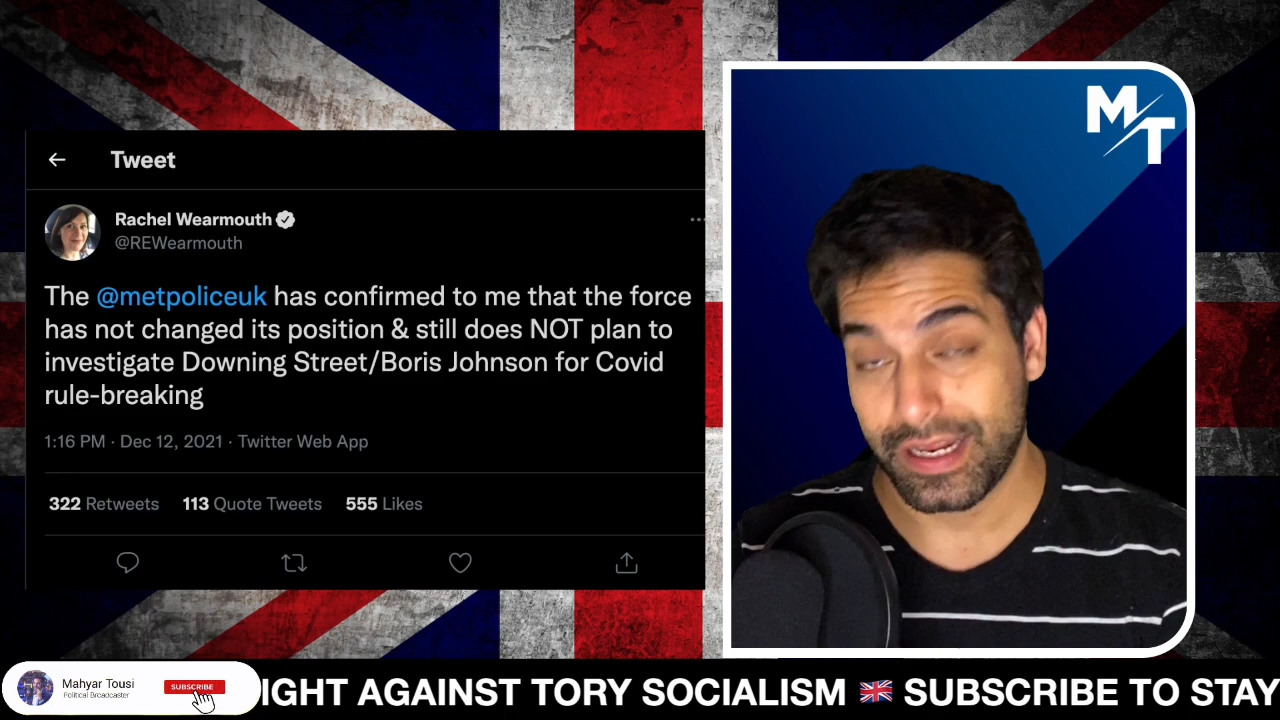 Tweet
Rachel Wearmouth
@REWearmouth
The @metpoliceuk has confirmed to me that the force
has not changed its position & still does NOT plan to
investigate Downing Street/Boris Johnson for Covid
rule-breaking
1:16 PM · Dec 12, 2021 · Twitter Web App
322 Retweets 113 Quote Tweets 555 Likes
MT
Mahyar Tousi
Political Broadcaster
SUBSCRIBE
IGHT AGAINST TORY SOCIALISM 🇬🇧 SUBSCRIBE TO STAY